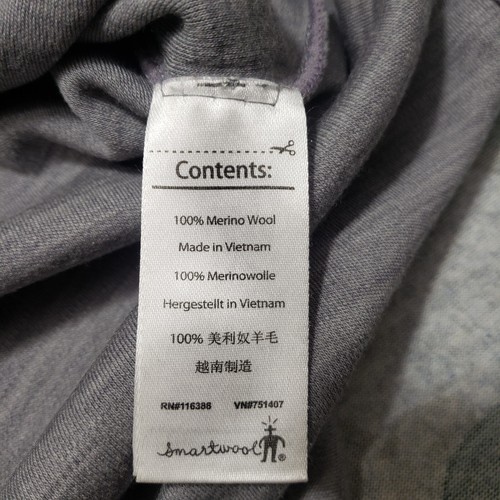 Contents:
100% Merino Wool
Made in Vietnam
100% Merinowolle
Hergestellt in Vietnam
100% 美利奴羊毛
越南制造
RN#116386 VN#751407
Smartwool ®